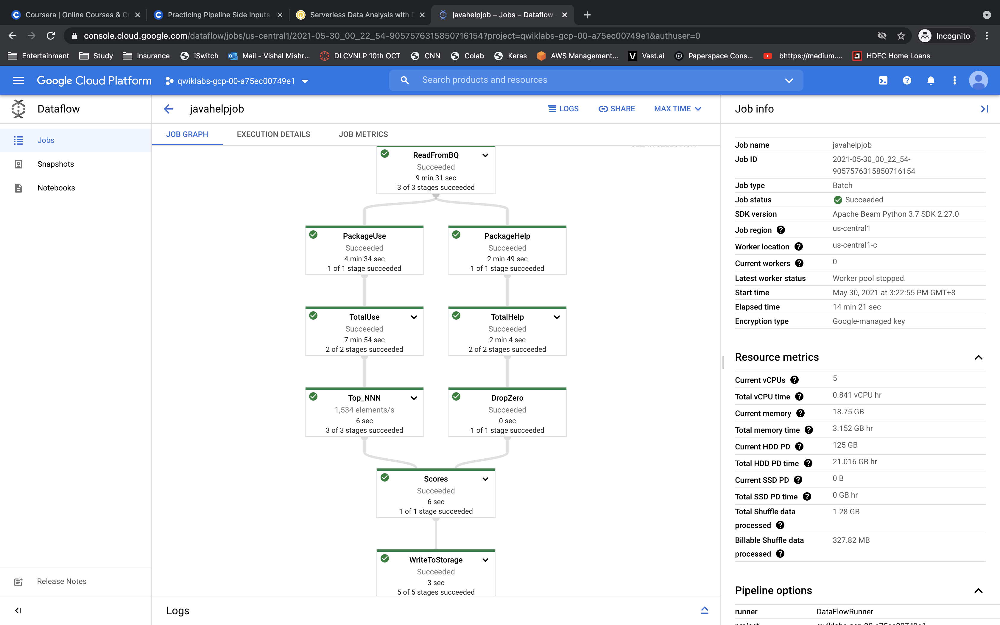 Coursera | Online Courses & Cr
Practicing Pipeline Side Inputs
Serverless Data Analysis with D
javahelpjob – Jobs – Dataflow
console.cloud.google.com/dataflow/jobs/us-central1/2021-05-30_00_22_54-9057576315850716154?project=qwiklabs-gcp-00-a75ec00749e1&authuser=0
Incognito
Entertainment
Study
Insurance
iSwitch
Mail - Vishal Mishr...
DLCVNLP 10th OCT
CNN
Colab
Keras
AWS Management...
Vast.ai
Paperspace Cons...
bhttps://medium....
HDFC Home Loans
Google Cloud Platform
qwiklabs-gcp-00-a75ec00749e1
Search products and resources
Dataflow
Jobs
Snapshots
Notebooks
Release Notes
javahelpjob
LOGS
SHARE
MAX TIME
JOB GRAPH
EXECUTION DETAILS
JOB METRICS
ReadFromBQ
Succeeded
9 min 31 sec
3 of 3 stages succeeded
PackageUse
Succeeded
4 min 34 sec
1 of 1 stage succeeded
PackageHelp
Succeeded
2 min 49 sec
1 of 1 stage succeeded
TotalUse
Succeeded
7 min 54 sec
2 of 2 stages succeeded
TotalHelp
Succeeded
2 min 4 sec
2 of 2 stages succeeded
Top_NNN
1,534 elements/s
6 sec
3 of 3 stages succeeded
DropZero
Succeeded
0 sec
1 of 1 stage succeeded
Scores
Succeeded
6 sec
1 of 1 stage succeeded
WriteToStorage
Succeeded
3 sec
5 of 5 stages succeeded
Logs
Job info
Job name javahelpjob
Job ID 2021-05-30_00_22_54-
9057576315850716154
Job type Batch
Job status Succeeded
SDK version Apache Beam Python 3.7 SDK 2.27.0
Job region us-central1
Worker location us-central1-c
Current workers 0
Latest worker status Worker pool stopped.
Start time May 30, 2021 at 3:22:55 PM GMT+8
Elapsed time 14 min 21 sec
Encryption type Google-managed key
Resource metrics
Current vCPUs 5
Total vCPU time 0.841 vCPU hr
Current memory 18.75 GB
Total memory time 3.152 GB hr
Current HDD PD 125 GB
Total HDD PD time 21.016 GB hr
Current SSD PD 0 B
Total SSD PD time 0 GB hr
Total Shuffle data 1.28 GB
processed
Billable Shuffle data 327.82 MB
processed
Pipeline options
runner DataFlowRunner